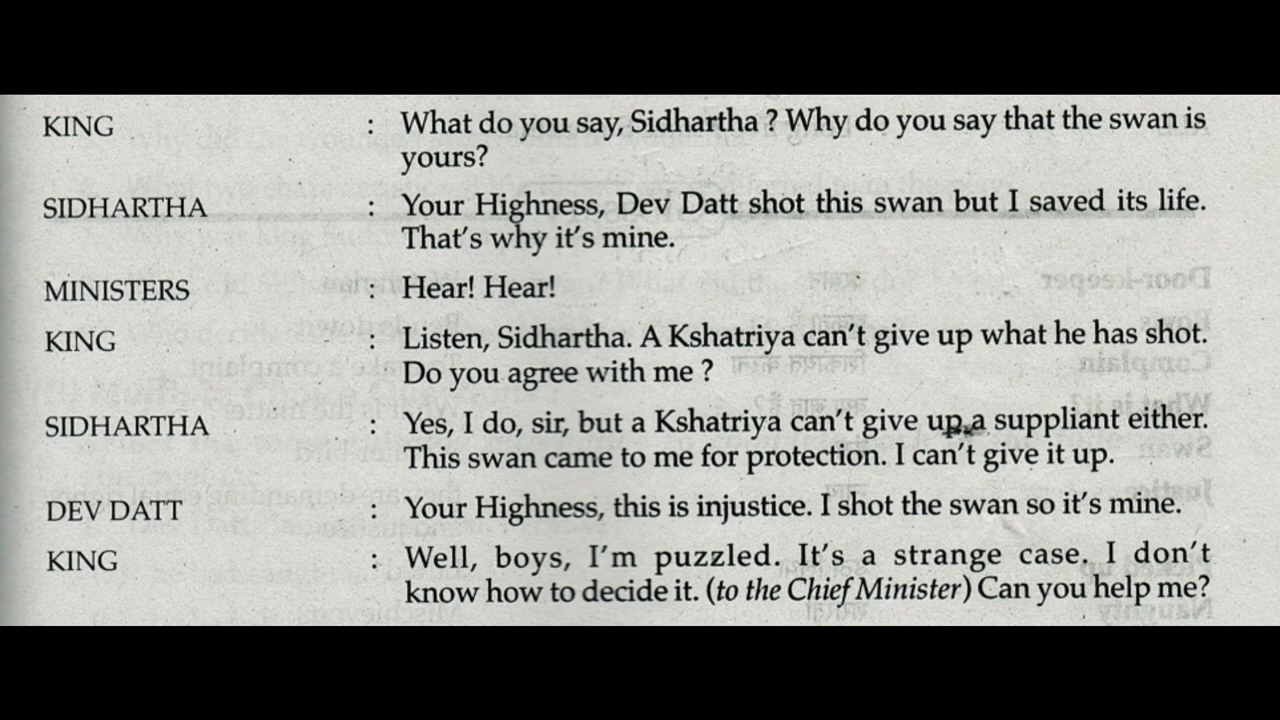 KING : What do you say, Sidhartha ? Why do you say that the swan is
yours?
SIDHARTHA : Your Highness, Dev Datt shot this swan but I saved its life.
That's why it's mine.
MINISTERS : Hear! Hear!
KING : Listen, Sidhartha. A Kshatriya can't give up what he has shot.
Do you agree with me ?
SIDHARTHA : Yes, I do, sir, but a Kshatriya can't give up a suppliant either.
This swan came to me for protection. I can't give it up.
DEV DATT : Your Highness, this is injustice. I shot the swan so it's mine.
KING : Well, boys, I'm puzzled. It's a strange case. I don't
know how to decide it. (to the Chief Minister) Can you help me?